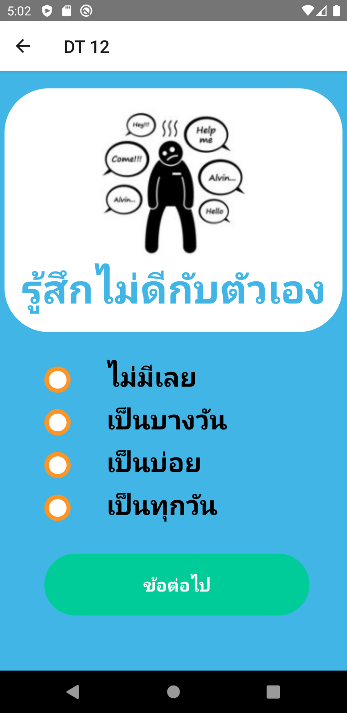 5:02
DT 12
Hey!!!
Help
me
Come!!!
Alvin...
Alvin...
Hello
รู้สึกไม่ดีกับตัวเอง
ไม่มีเลย
เป็นบางวัน
เป็นบ่อย
เป็นทุกวัน
ข้อต่อไป